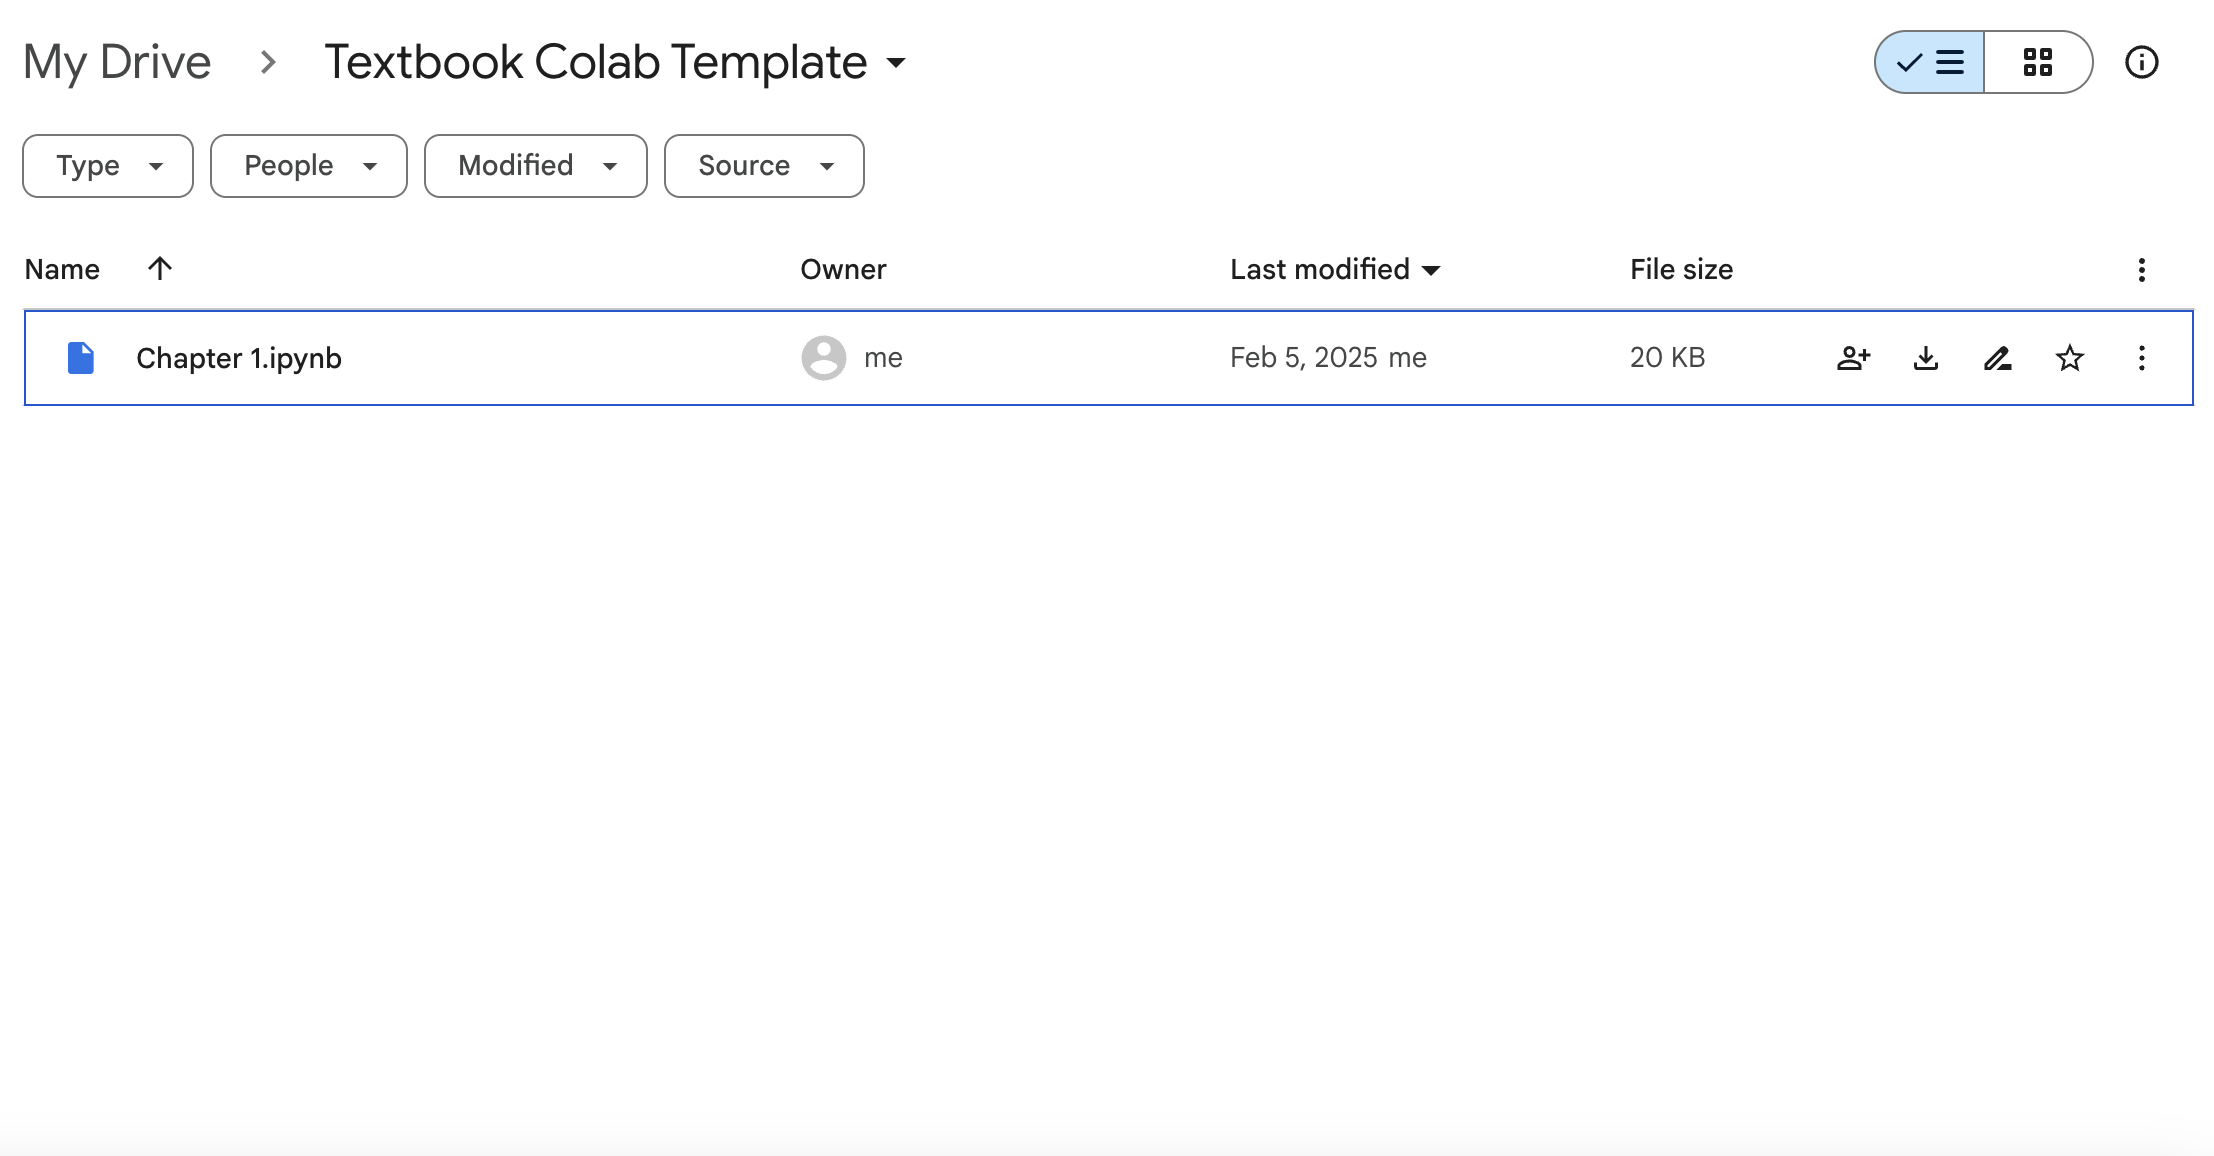 My Drive Textbook Colab Template
Type People Modified Source
Name Owner Last modified File size
Chapter 1.ipynb me Feb 5, 2025 me 20 KB